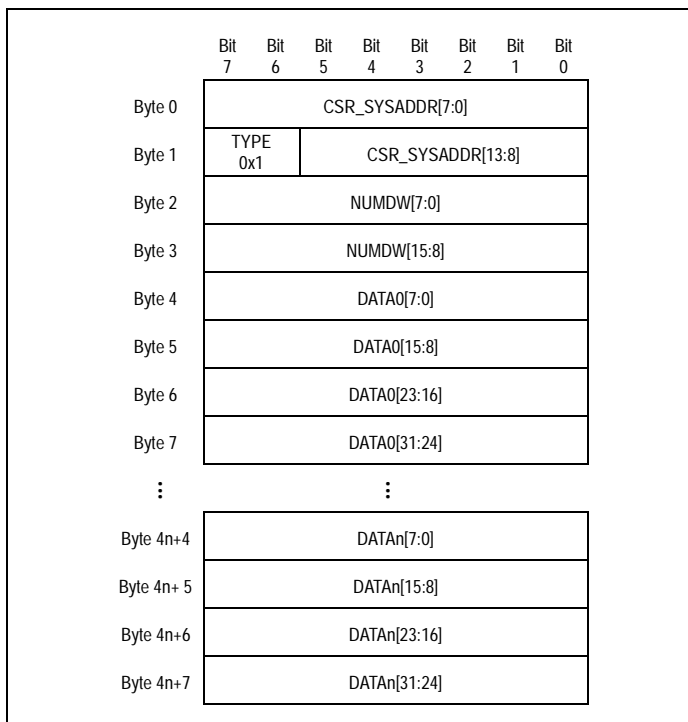 Bit Bit Bit Bit Bit Bit Bit Bit
7 6 5 4 3 2 1 0
Byte 0 CSR_SYSADDR[7:0]
Byte 1 TYPE 0x1 CSR_SYSADDR[13:8]
Byte 2 NUMDW[7:0]
Byte 3 NUMDW[15:8]
Byte 4 DATA0[7:0]
Byte 5 DATA0[15:8]
Byte 6 DATA0[23:16]
Byte 7 DATA0[31:24]
⋮ ⋮
Byte 4n+4 DATAn[7:0]
Byte 4n+ 5 DATAn[15:8]
Byte 4n+6 DATAn[23:16]
Byte 4n+7 DATAn[31:24]